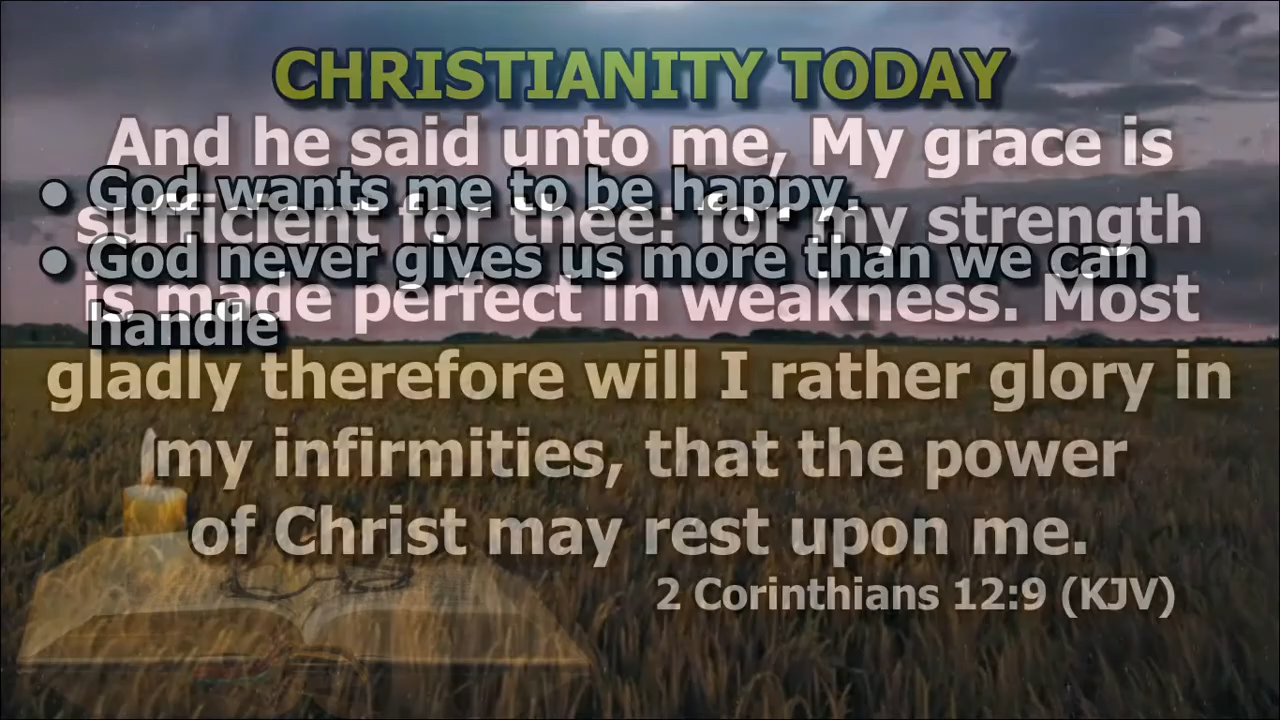 CHRISTIANITY TODAY
And he said unto me, My grace is
• God wants me to be happy.
sufficient for thee: for my strength
• God never gives us more than we can
is made perfect in weakness. Most
handle
gladly therefore will I rather glory in
my infirmities, that the power
of Christ may rest upon me.
2 Corinthians 12:9 (KJV)